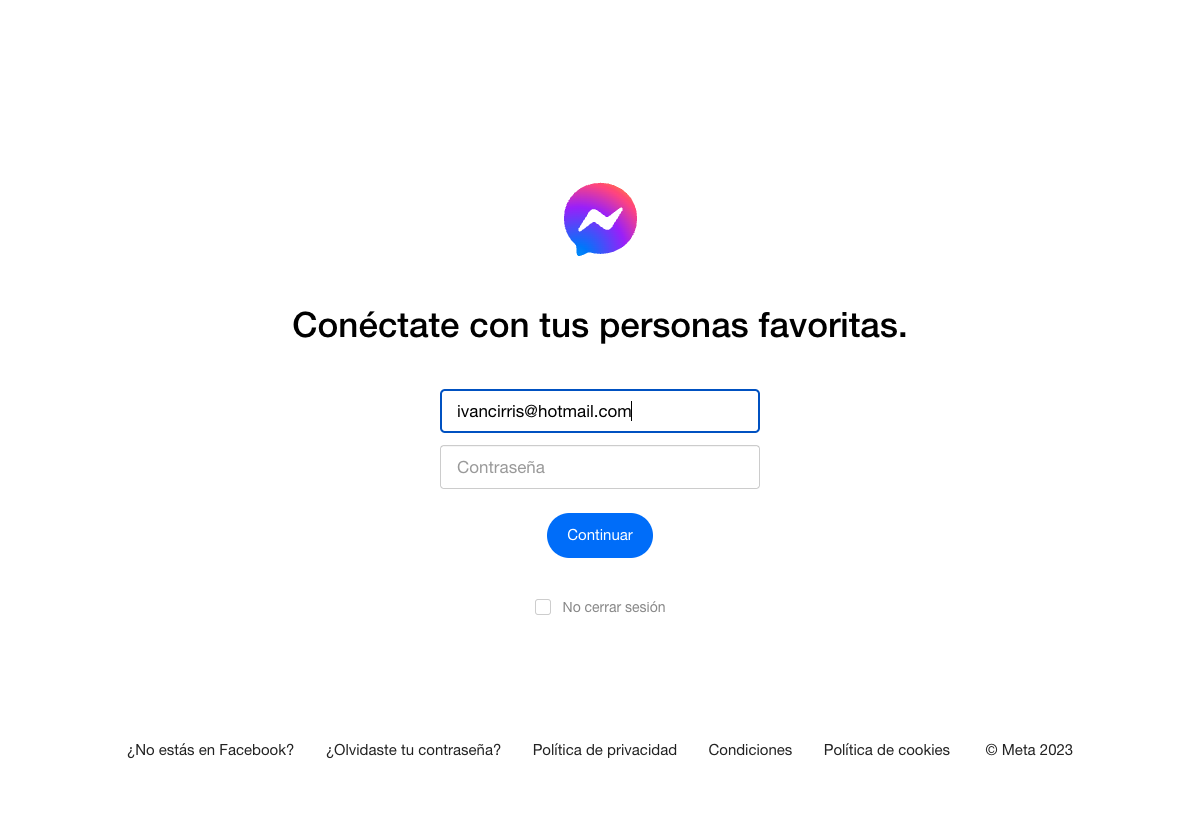 Conéctate con tus personas favoritas.
ivancirris@hotmail.com
Contraseña
Continuar
No cerrar sesión
¿No estás en Facebook? ¿Olvidaste tu contraseña? Política de privacidad Condiciones Política de cookies © Meta 2023